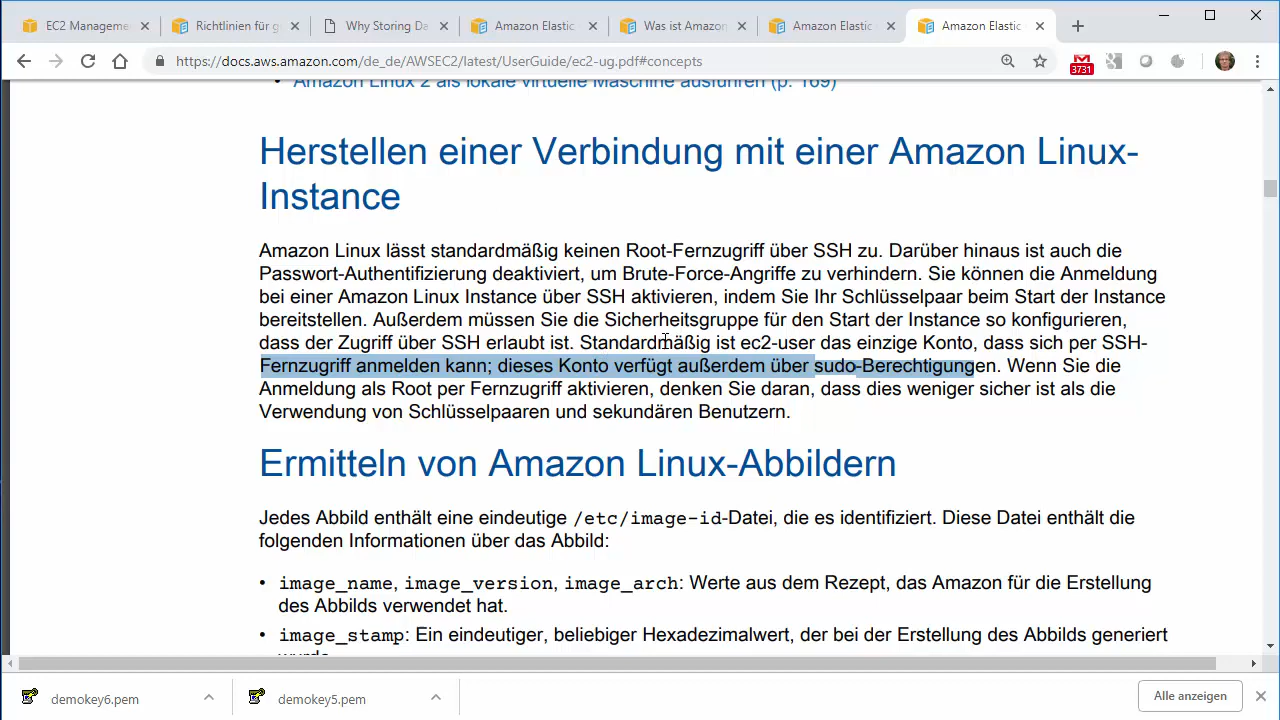 EC2 Manageme
Richtlinien für g
Why Storing Da
Amazon Elastic
Was ist Amazon
Amazon Elastic
Amazon Elastic
https://docs.aws.amazon.com/de_de/AWSEC2/latest/UserGuide/ec2-ug.pdf#concepts
3731
• Amazon Linux 2 als lokale virtuelle Maschine ausführen (p. 169)
Herstellen einer Verbindung mit einer Amazon Linux-
Instance
Amazon Linux lässt standardmäßig keinen Root-Fernzugriff über SSH zu. Darüber hinaus ist auch die
Passwort-Authentifizierung deaktiviert, um Brute-Force-Angriffe zu verhindern. Sie können die Anmeldung
bei einer Amazon Linux Instance über SSH aktivieren, indem Sie Ihr Schlüsselpaar beim Start der Instance
bereitstellen. Außerdem müssen Sie die Sicherheitsgruppe für den Start der Instance so konfigurieren,
dass der Zugriff über SSH erlaubt ist. Standardmäßig ist ec2-user das einzige Konto, dass sich per SSH-
Fernzugriff anmelden kann; dieses Konto verfügt außerdem über sudo-Berechtigungen. Wenn Sie die
Anmeldung als Root per Fernzugriff aktivieren, denken Sie daran, dass dies weniger sicher ist als die
Verwendung von Schlüsselpaaren und sekundären Benutzern.
Ermitteln von Amazon Linux-Abbildern
Jedes Abbild enthält eine eindeutige /etc/image-id-Datei, die es identifiziert. Diese Datei enthält die
folgenden Informationen über das Abbild:
• image_name, image_version, image_arch: Werte aus dem Rezept, das Amazon für die Erstellung
des Abbilds verwendet hat.
• image_stamp: Ein eindeutiger, beliebiger Hexadezimalwert, der bei der Erstellung des Abbilds generiert
wurde.
demokey6.pem
demokey5.pem
Alle anzeigen